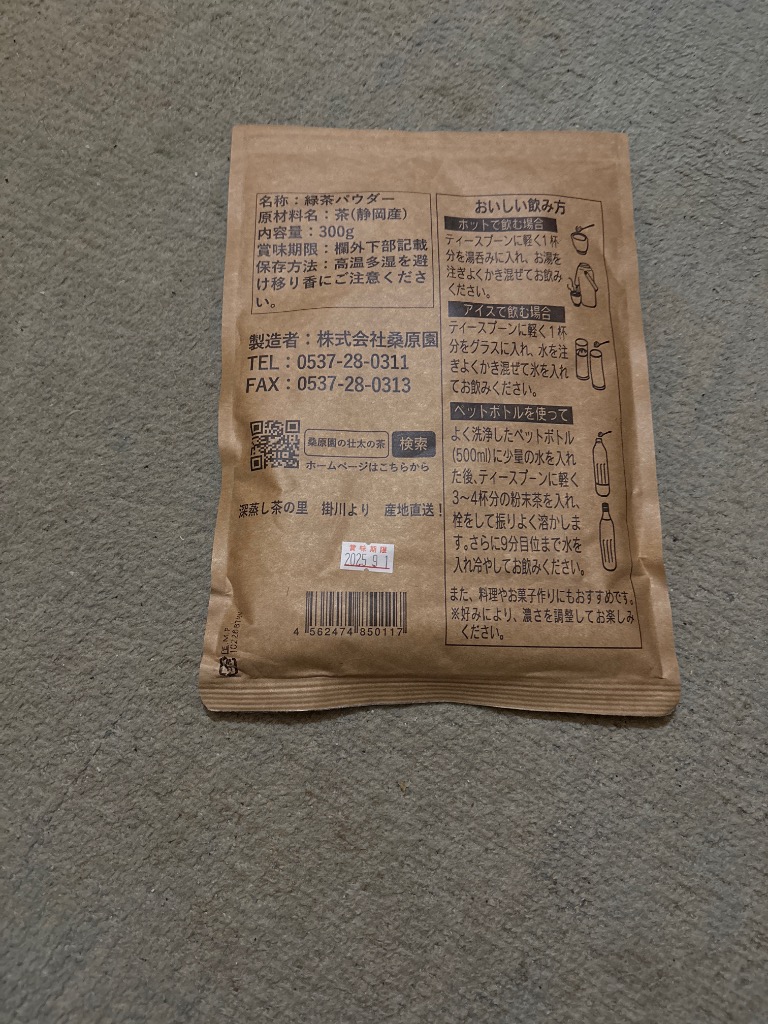 名称：緑茶パウダー
原材料名：茶(静岡産)
内容量：300g
賞味期限：欄外下部記載
保存方法：高温多湿を避
け移り香にご注意くださ
い。
製造者：株式会社桑原園
TEL：0537-28-0311
FAX：0537-28-0313
桑原園の壮太の茶
検索
ホームページはこちらから
深蒸し茶の里　掛川より　産地直送！
賞味期限
2025.9.1
4 562474 850117
おいしい飲み方
ホットで飲む場合
ティースプーンに軽く1杯
分を湯呑みに入れ、お湯を
注ぎよくかき混ぜてお飲み
ください。
アイスで飲む場合
ティースプーンに軽く1杯
分をグラスに入れ、水を注
ぎよくかき混ぜて氷を入れ
てお飲みください。
ペットボトルを使って
よく洗浄したペットボトル
(500ml)に少量の水を入れ
た後、ティースプーンに軽く
3〜4杯分の粉末茶を入れ、
栓をして振りよく溶かしま
す。さらに9分目位まで水を
入れ冷やしてお飲みください。
また、料理やお菓子作りにもおすすめです。
※好みにより、濃さを調整してお楽しみ
ください。